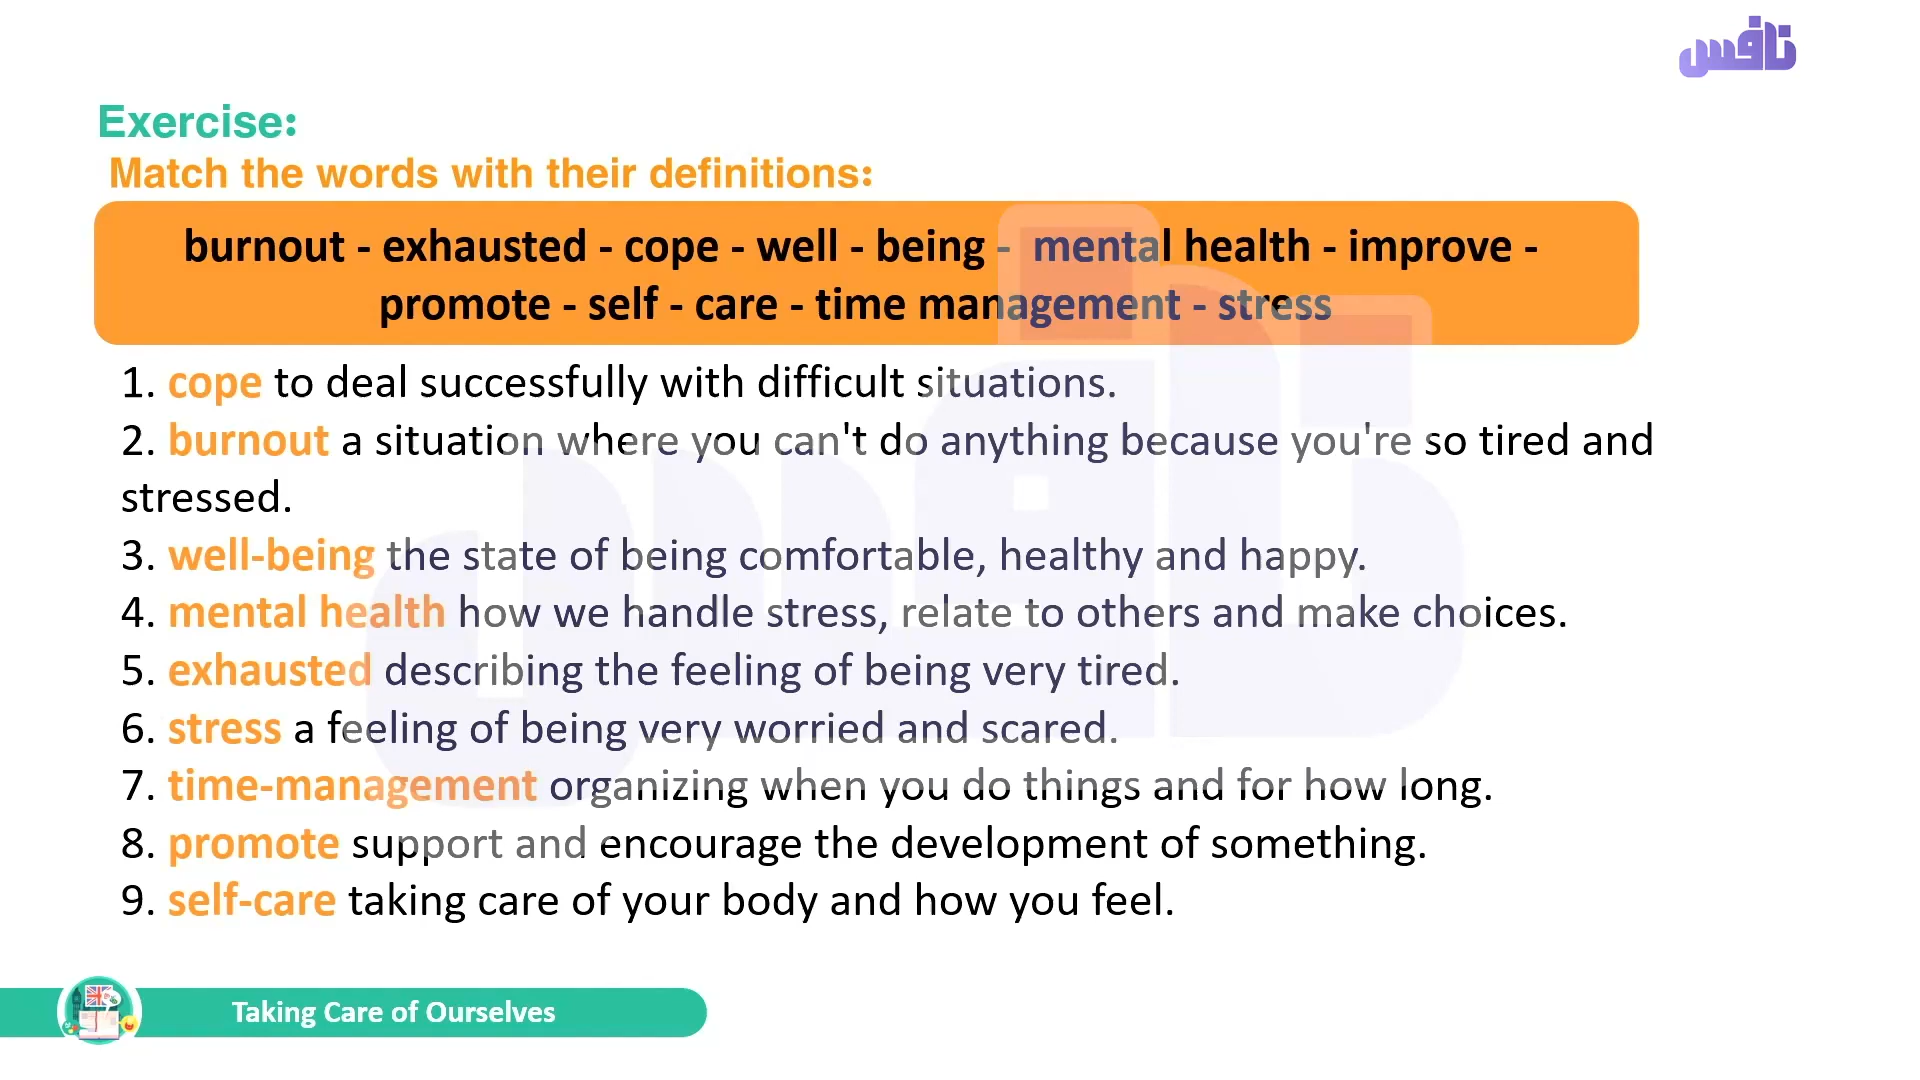 نافس
Exercise:
Match the words with their definitions:
burnout - exhausted - cope - well - being - mental health - improve -
promote - self - care - time management - stress
1. cope to deal successfully with difficult situations.
2. burnout a situation where you can't do anything because you're so tired and
stressed.
3. well-being the state of being comfortable, healthy and happy.
4. mental health how we handle stress, relate to others and make choices.
5. exhausted describing the feeling of being very tired.
6. stress a feeling of being very worried and scared.
7. time-management organizing when you do things and for how long.
8. promote support and encourage the development of something.
9. self-care taking care of your body and how you feel.
Taking Care of Ourselves